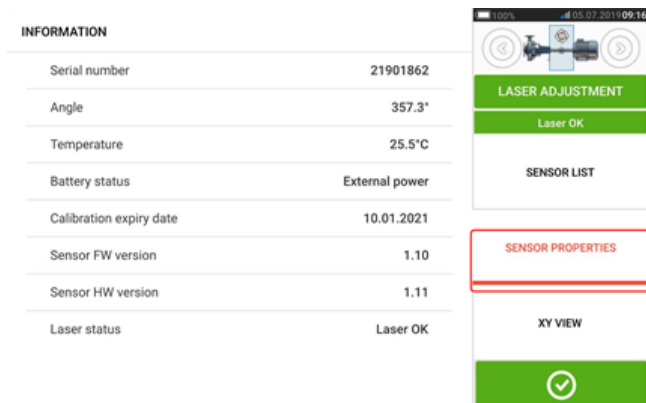 100% 05.07.2019 09:16
INFORMATION
Serial number 21901862
Angle 357.3°
Temperature 25.5°C
Battery status External power
Calibration expiry date 10.01.2021
Sensor FW version 1.10
Sensor HW version 1.11
Laser status Laser OK
LASER ADJUSTMENT
Laser OK
SENSOR LIST
SENSOR PROPERTIES
XY VIEW